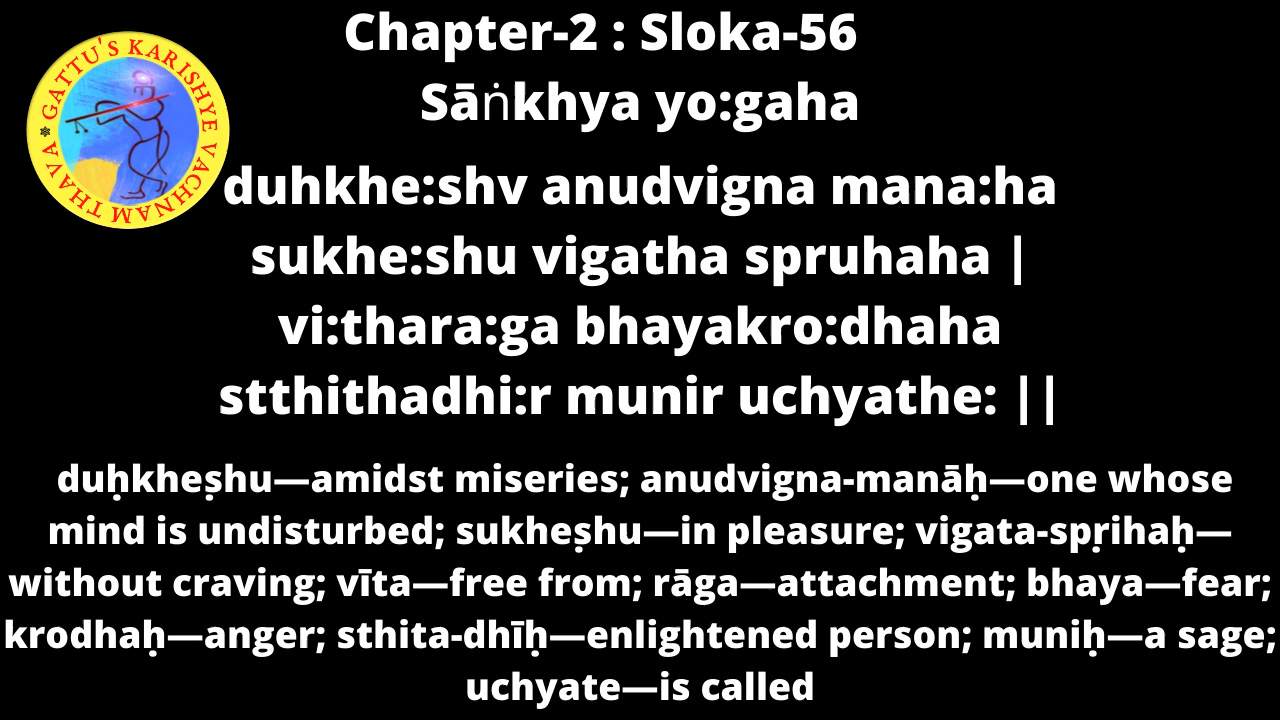 Chapter-2 : Sloka-56
Sāṅkhya yo:gaha
GATTU'S KARISHYE VACHNAM THAVA
duhkhe:shv anudvigna mana:ha
sukhe:shu vigatha spruhaha |
vi:thara:ga bhayakro:dhaha
stthithadhi:r munir uchyathe: ||
duḥkheṣhu—amidst miseries; anudvigna-manāḥ—one whose
mind is undisturbed; sukheṣhu—in pleasure; vigata-spṛihaḥ—
without craving; vīta—free from; rāga—attachment; bhaya—fear;
krodhaḥ—anger; sthita-dhīḥ—enlightened person; muniḥ—a sage;
uchyate—is called